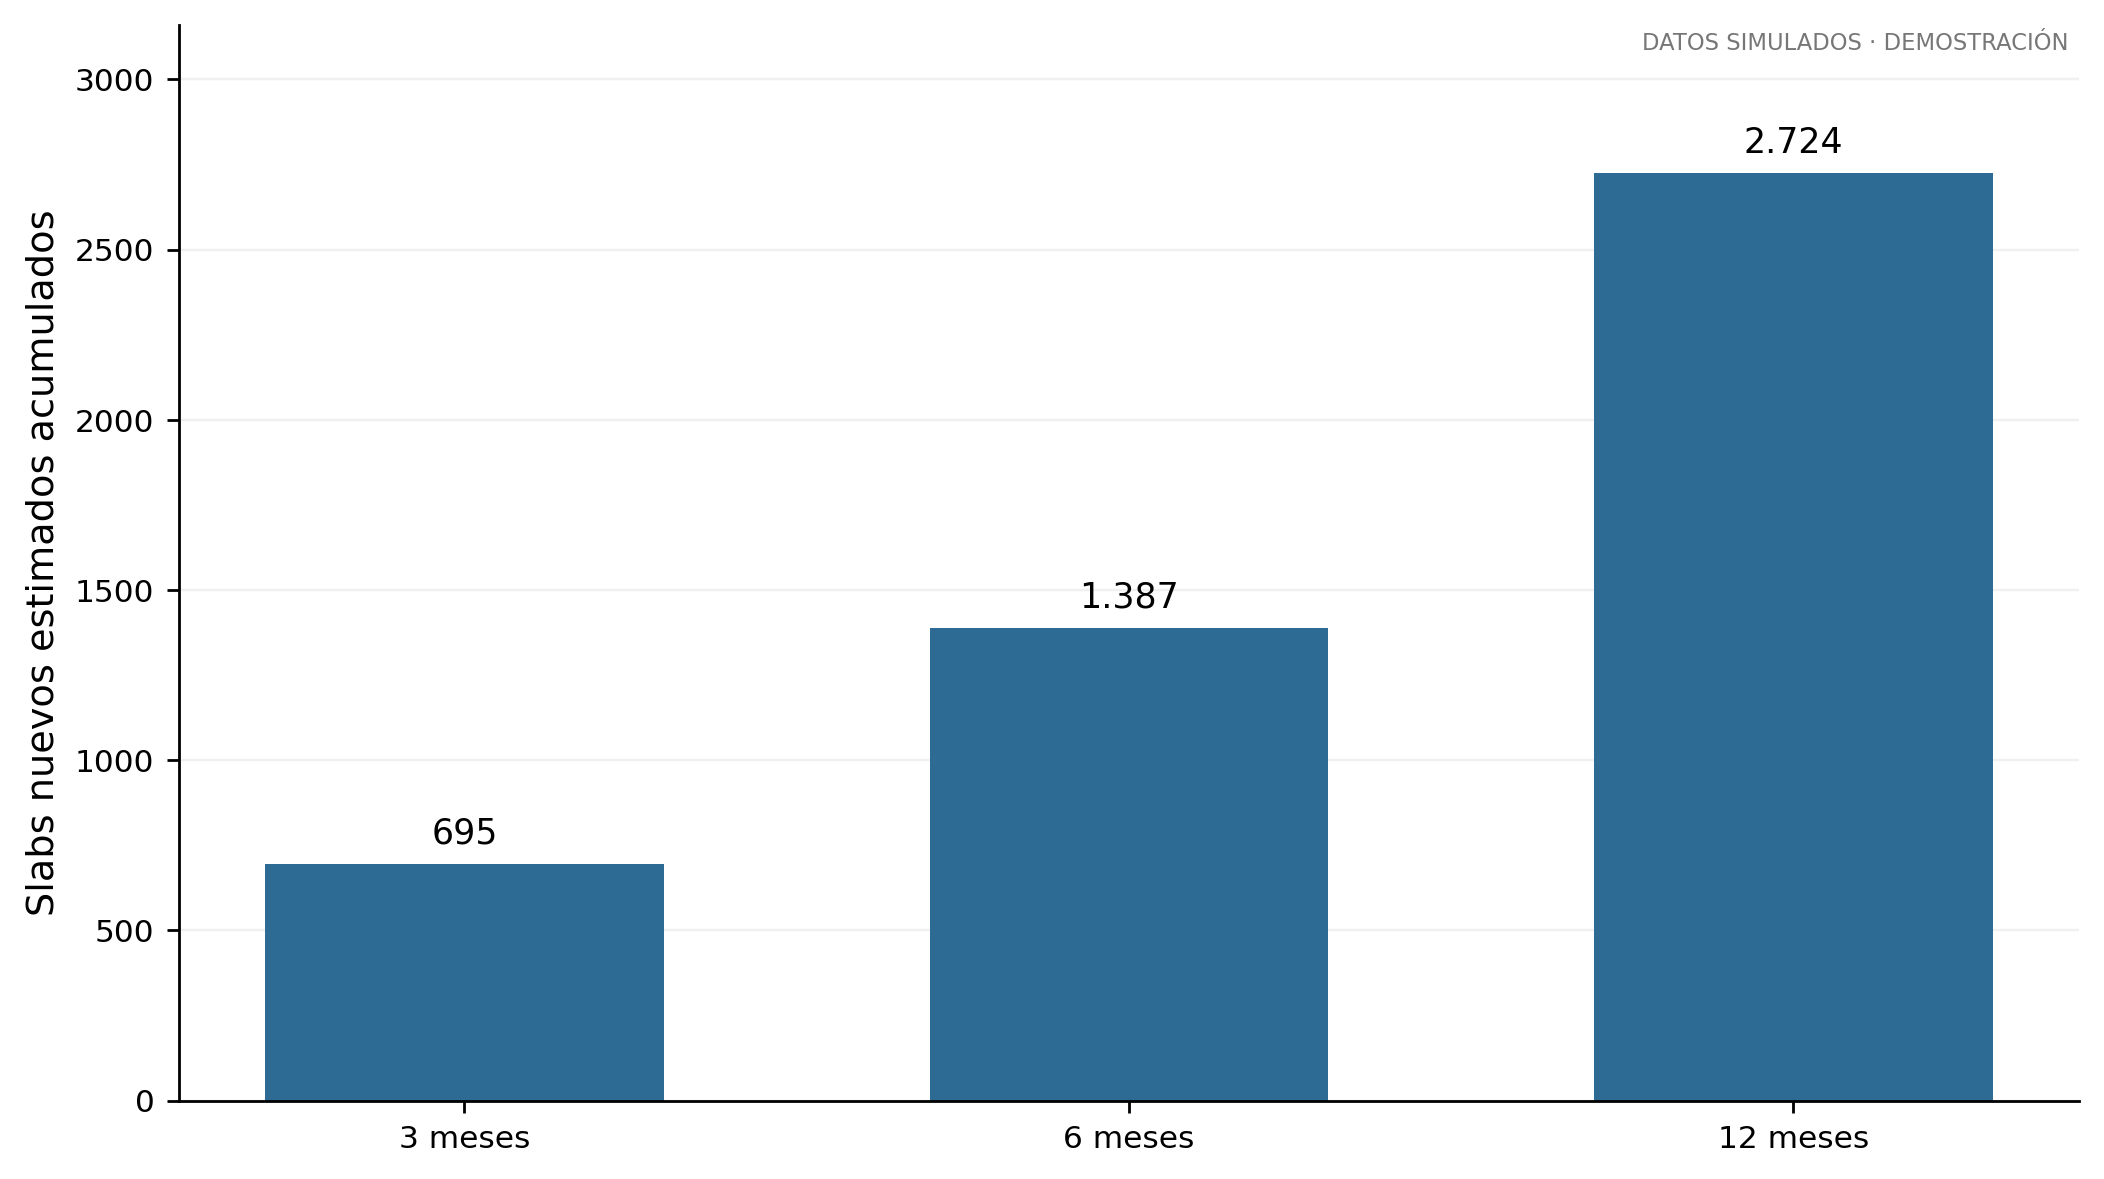 DATOS SIMULADOS · DEMOSTRACIÓN
Slabs nuevos estimados acumulados
3000
2500
2000
1500
1000
500
0
695
1.387
2.724
3 meses
6 meses
12 meses